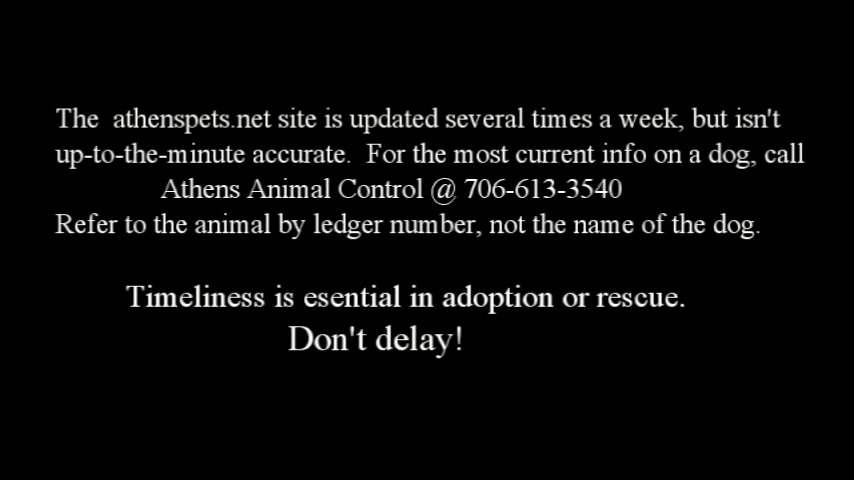 The  athenspets.net site is updated several times a week, but isn't
up-to-the-minute accurate.  For the most current info on a dog, call
Athens Animal Control @ 706-613-3540
Refer to the animal by ledger number, not the name of the dog.
Timeliness is esential in adoption or rescue.
Don't delay!